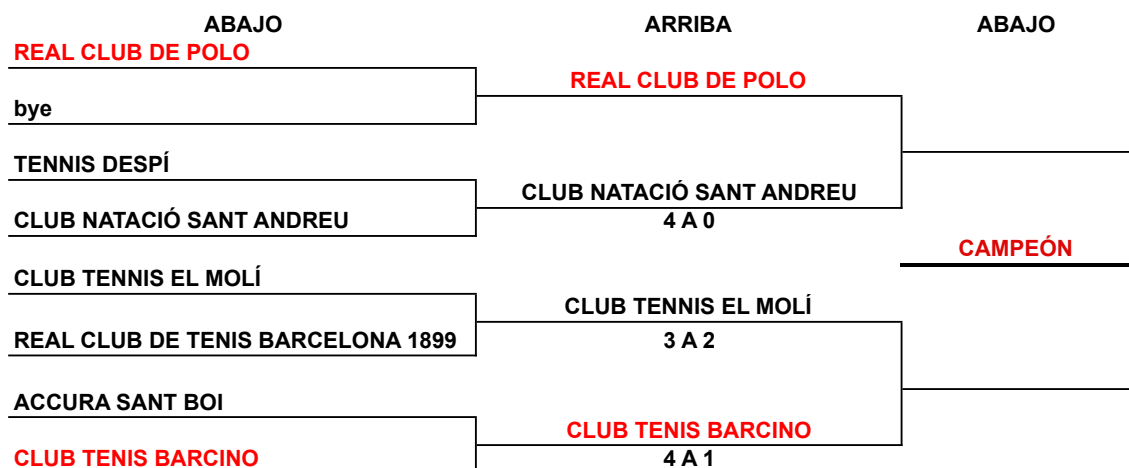 ABAJO ARRIBA ABAJO
REAL CLUB DE POLO
REAL CLUB DE POLO
bye
TENNIS DESPÍ
CLUB NATACIÓ SANT ANDREU
CLUB NATACIÓ SANT ANDREU 4 A 0
CAMPEÓN
CLUB TENNIS EL MOLÍ
CLUB TENNIS EL MOLÍ
REAL CLUB DE TENIS BARCELONA 1899 3 A 2
ACCURA SANT BOI
CLUB TENIS BARCINO
CLUB TENIS BARCINO 4 A 1